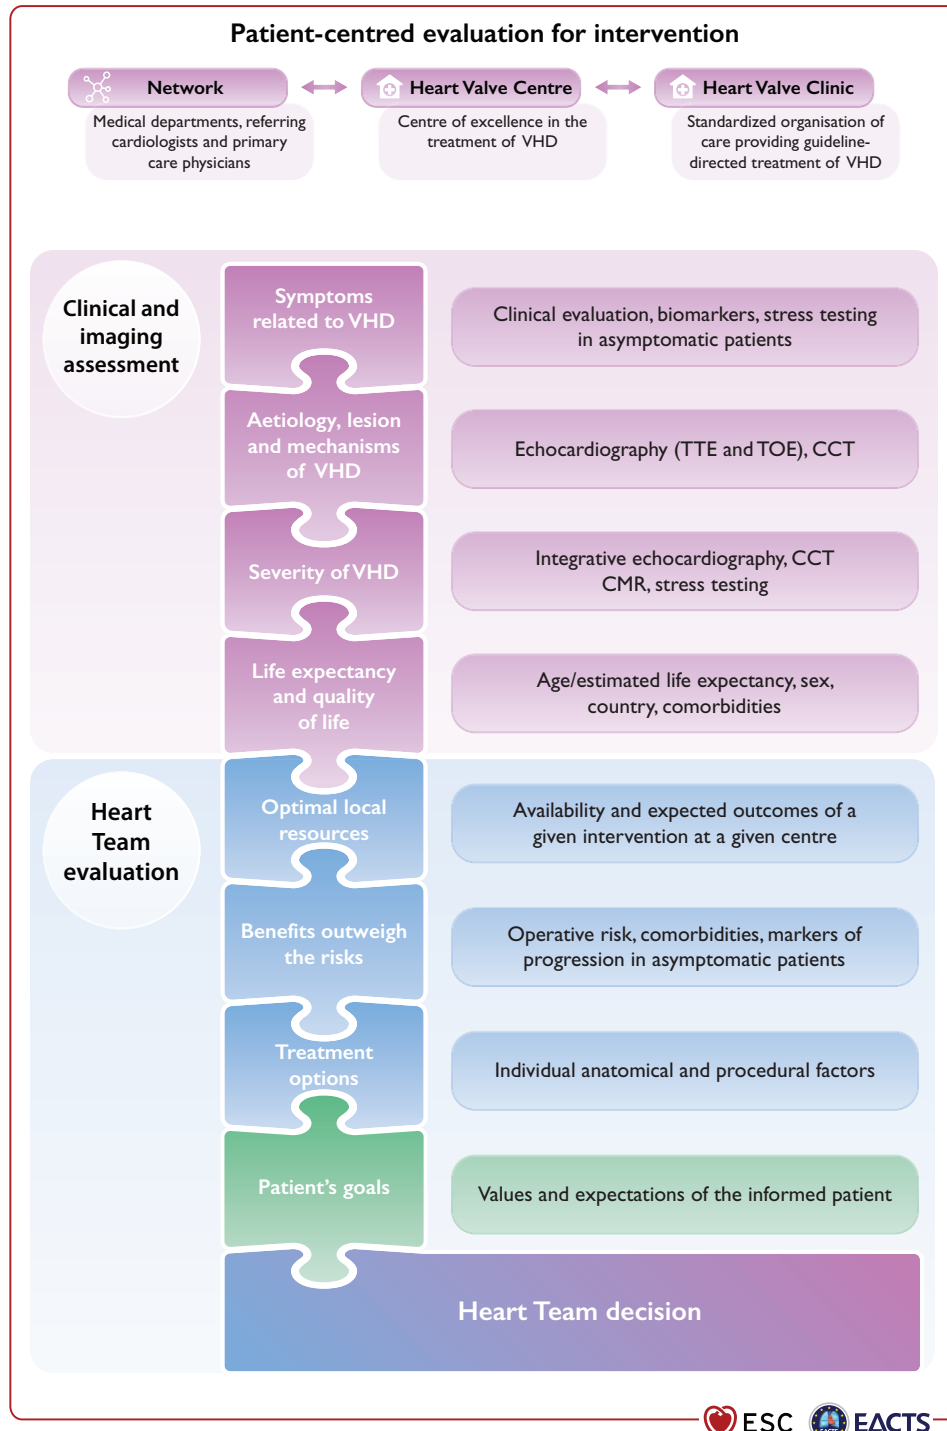 Patient-centred evaluation for intervention
Network
Heart Valve Centre
Heart Valve Clinic
Medical departments, referring
cardiologists and primary
care physicians
Centre of excellence in the
treatment of VHD
Standardized organisation of
care providing guideline-
directed treatment of VHD
Clinical and
imaging
assessment
Symptoms
related to VHD
Clinical evaluation, biomarkers, stress testing
in asymptomatic patients
Aetiology, lesion
and mechanisms
of VHD
Echocardiography (TTE and TOE), CCT
Severity of VHD
Integrative echocardiography, CCT
CMR, stress testing
Life expectancy
and quality
of life
Age/estimated life expectancy, sex,
country, comorbidities
Heart
Team
evaluation
Optimal local
resources
Availability and expected outcomes of a
given intervention at a given centre
Benefits outweigh
the risks
Operative risk, comorbidities, markers of
progression in asymptomatic patients
Treatment
options
Individual anatomical and procedural factors
Patient's goals
Values and expectations of the informed patient
Heart Team decision
ESC
EACTS